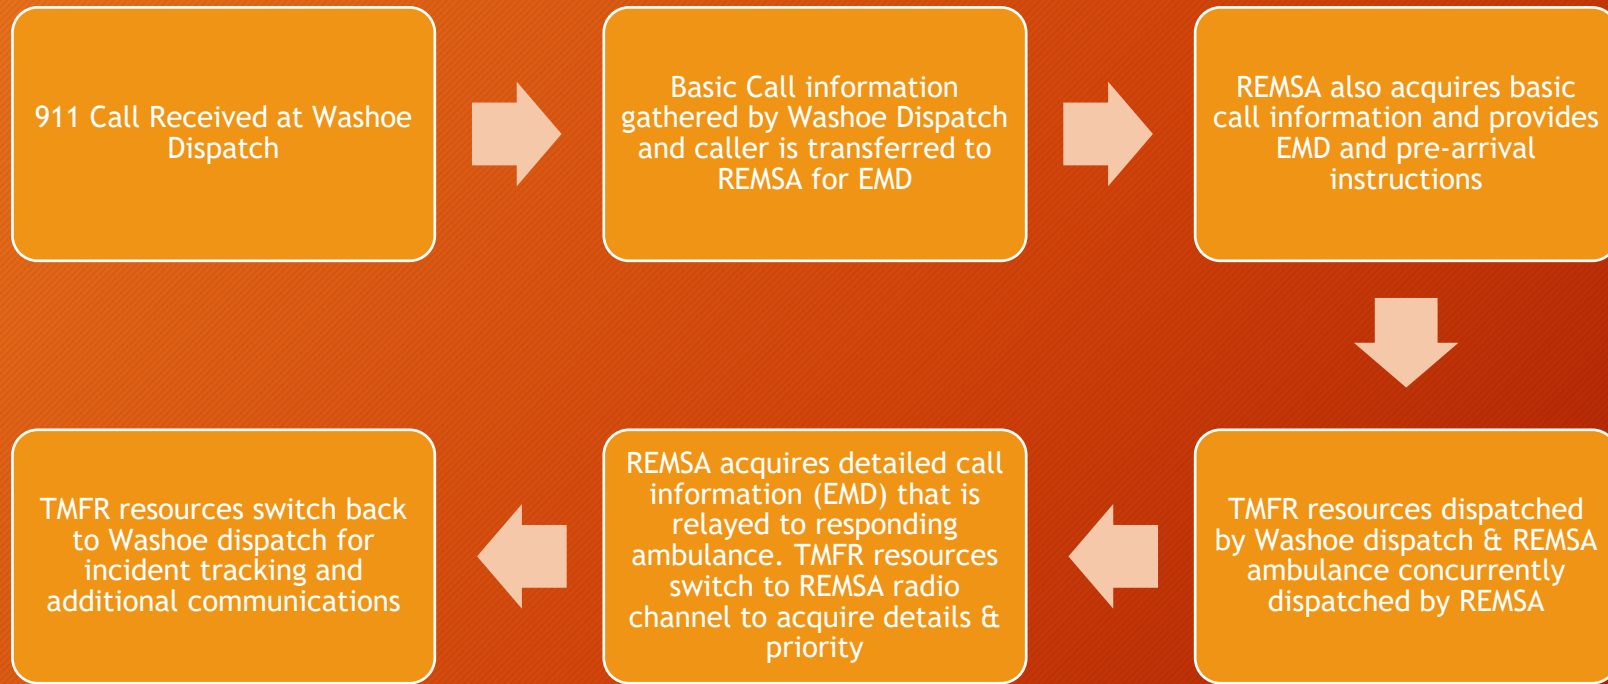 911 Call Received at Washoe
Dispatch
Basic Call information
gathered by Washoe Dispatch
and caller is transferred to
REMSA for EMD
REMSA also acquires basic
call information and provides
EMD and pre-arrival
instructions
TMFR resources dispatched
by Washoe dispatch & REMSA
ambulance concurrently
dispatched by REMSA
REMSA acquires detailed call
information (EMD) that is
relayed to responding
ambulance. TMFR resources
switch to REMSA radio
channel to acquire details &
priority
TMFR resources switch back
to Washoe dispatch for
incident tracking and
additional communications